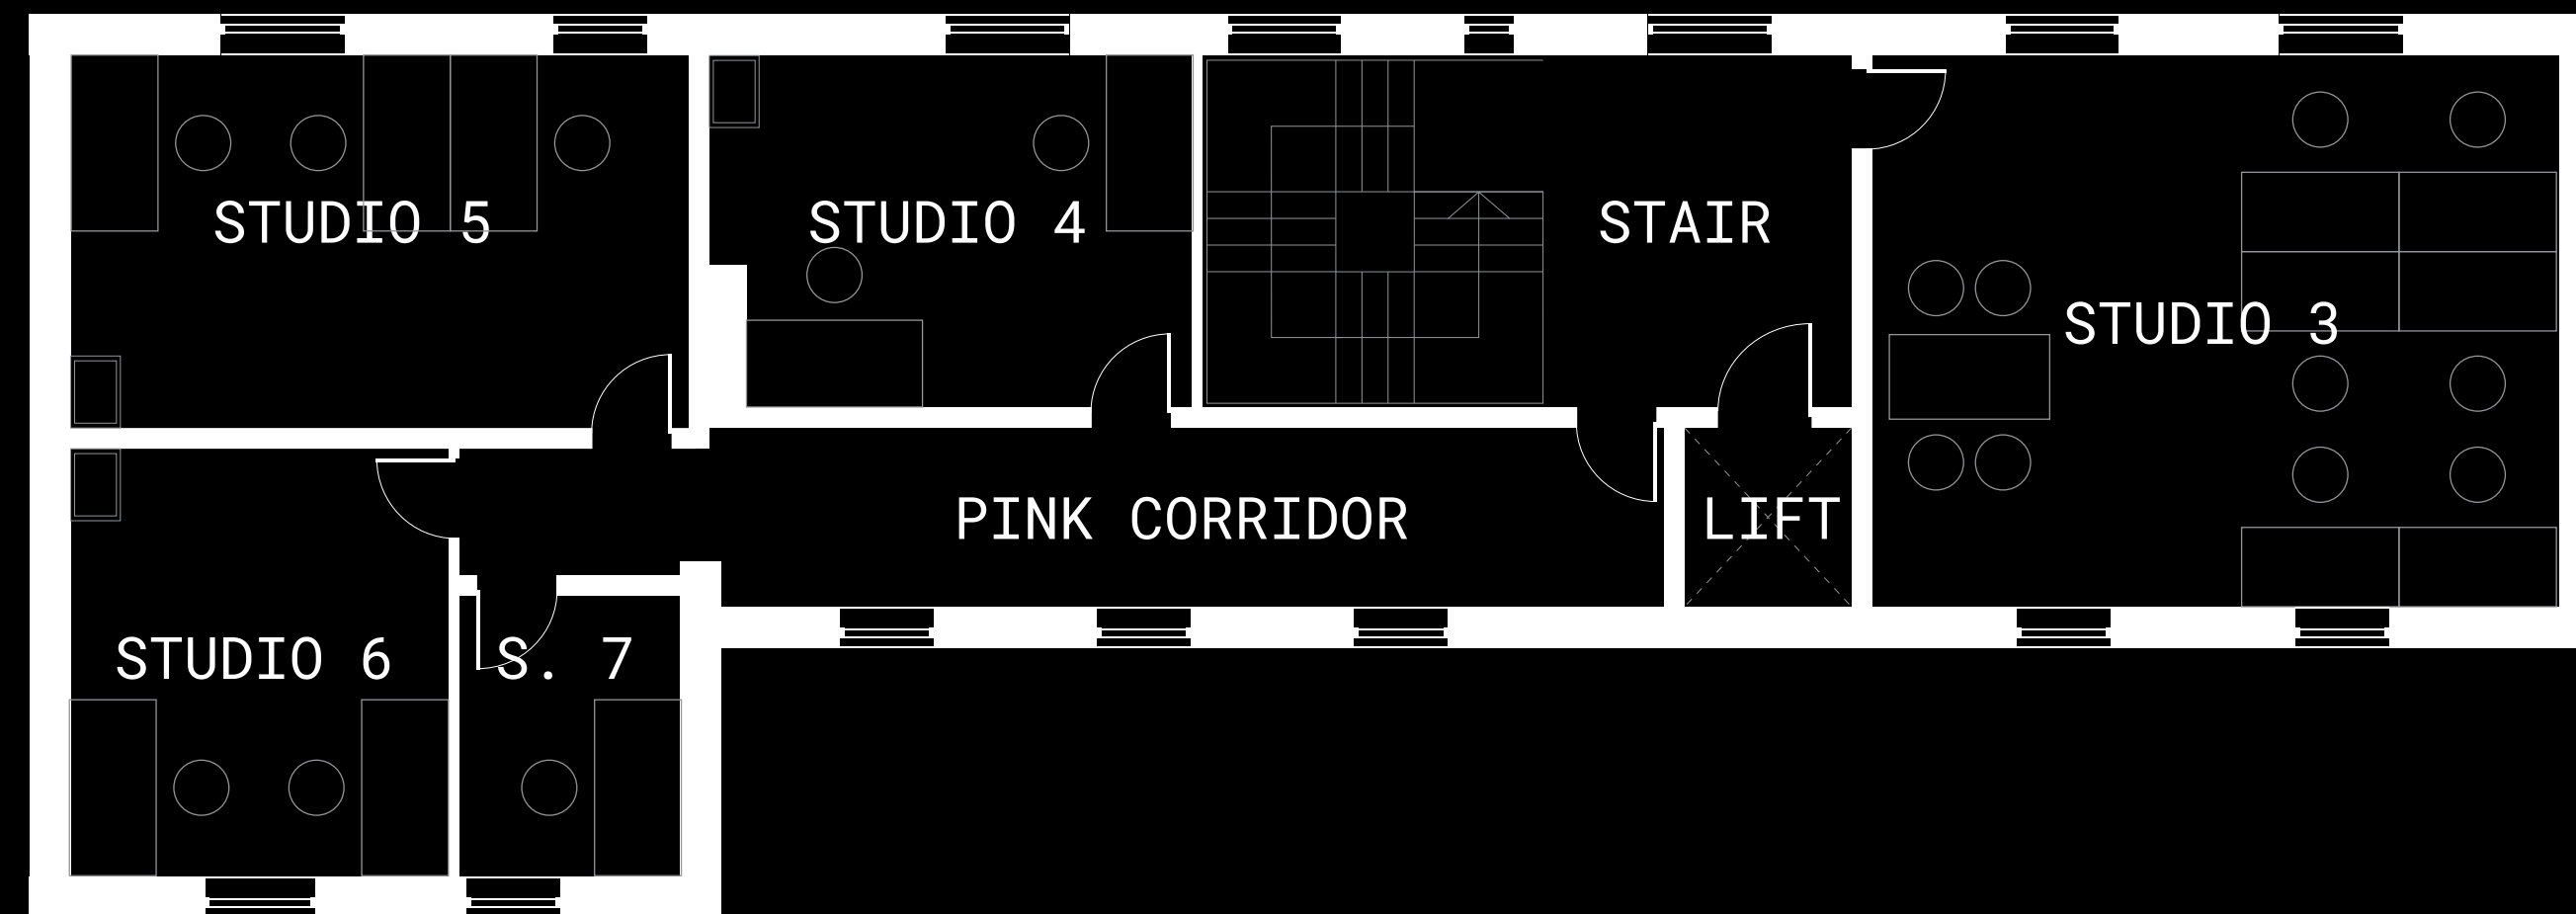 STUDIO 5
STUDIO 4
STAIR
STUDIO 3
PINK CORRIDOR
LIFT
STUDIO 6
S. 7